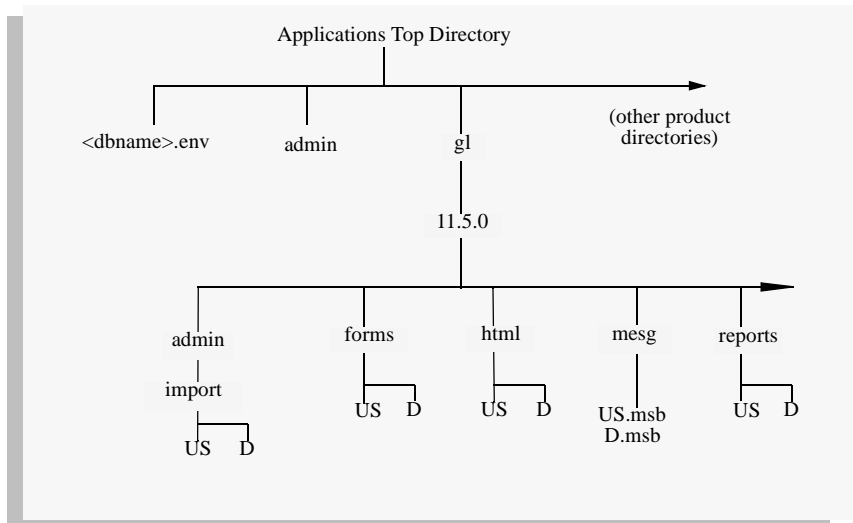 Applications Top Directory
<dbname>.env
admin
gl
(other product
directories)
11.5.0
admin
forms
html
mesg
reports
import
US D
US D
US.msb
D.msb
US D
US D